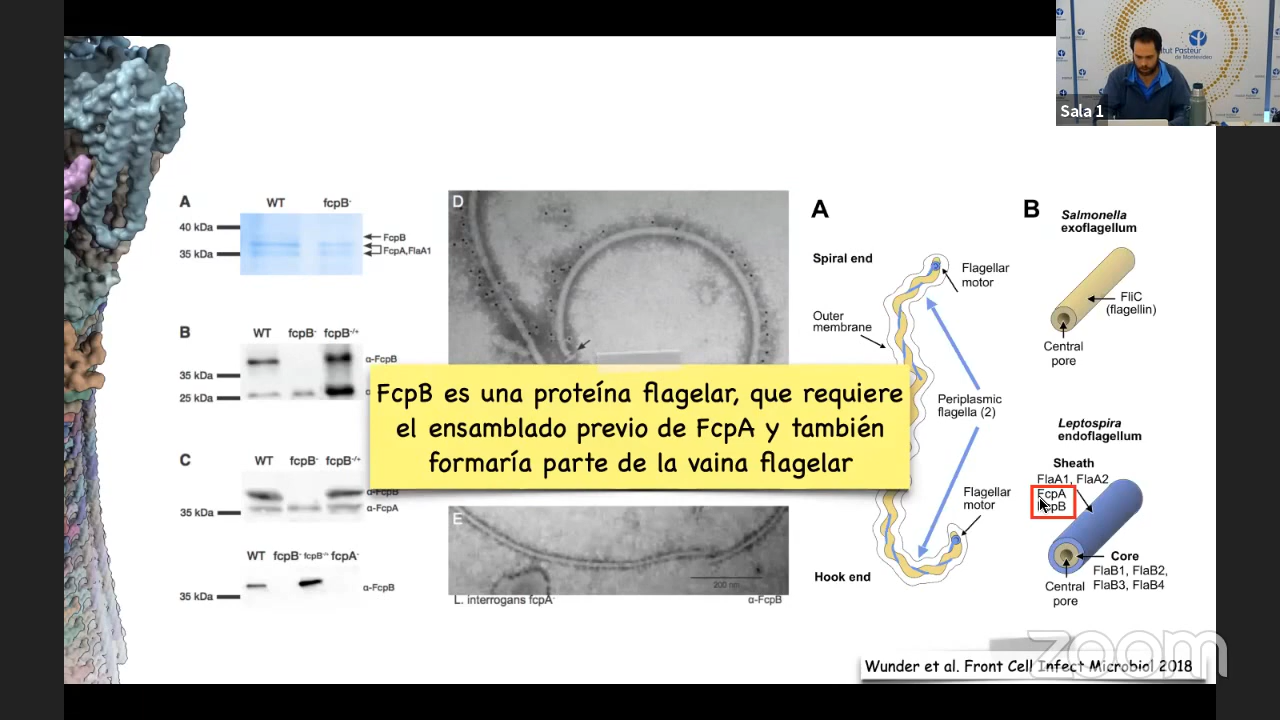 Institut Pasteur
de Montevideo
Sala 1
A
WT fcpB-
40 kDa
35 kDa
FcpB
FcpA,FlaA1
B
WT fcpB- fcpB-/+
α-FcpB
35 kDa
25 kDa
C
WT fcpB- fcpB-/+
α-FcpB
α-FcpA
35 kDa
WT fcpB- fcpB-/+ fcpA-
α-FcpB
35 kDa
D
E
200 nm
L. interrogans fcpA-
α-FcpB
FcpB es una proteína flagelar, que requiere
el ensamblado previo de FcpA y también
formaría parte de la vaina flagelar
A
Spiral end
Flagellar
motor
Outer
membrane
Periplasmic
flagella (2)
Flagellar
motor
Hook end
B
Salmonella
exoflagellum
FliC
(flagellin)
Central
pore
Leptospira
endoflagellum
Sheath
FlaA1, FlaA2
FcpA
FcpB
Core
FlaB1, FlaB2,
FlaB3, FlaB4
Central
pore
Wunder et al. Front Cell Infect Microbiol 2018
zoom